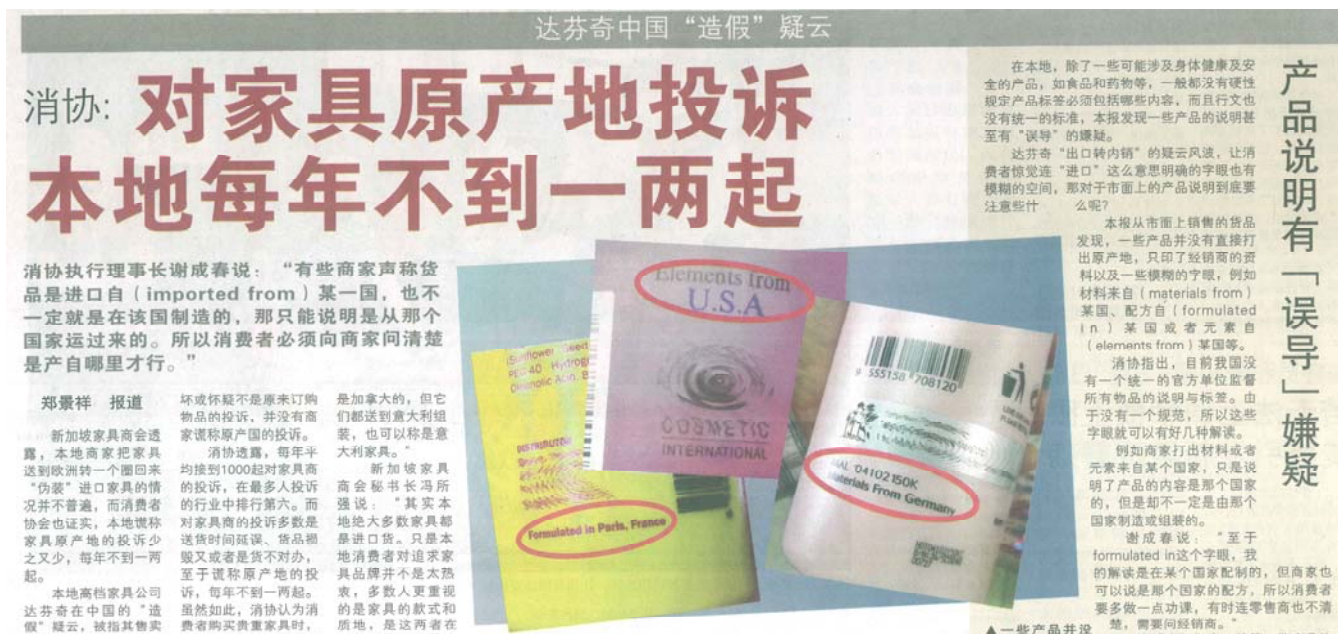 达芬奇中国“造假”疑云
消协:
对家具原产地投诉
本地每年不到一两起
消协执行理事长谢成春说：“有些商家声称货
品是进口自（imported from）某一国，也不
一定就是在该国制造的，那只能说明是从那个
国家运过来的。所以消费者必须向商家问清楚
是产自哪里才行。”
郑景祥　报道
新加坡家具商会透
露，本地商家把家具
送到欧洲转一个圈回来
“伪装”进口家具的情
况并不普遍，而消费者
协会也证实，本地谎称
家具原产地的投诉少
之又少，每年不到一两
起。
本地高档家具公司
达芬奇在中国的“造
假”疑云，被指其售卖
坏或怀疑不是原来订购
物品的投诉，并没有商
家谎称原产国的投诉。
消协透露，每年平
均接到1000起对家具商
的投诉，在最多人投诉
的行业中排行第六。而
对家具商的投诉多数是
送货时间延误、货品损
毁又或者是货不对办，
至于谎称原产地的投
诉，每年不到一两起。
虽然如此，消协认为消
费者购买贵重家具时，
是加拿大的，但它
们都送到意大利组
装，也可以称是意
大利家具。”
新加坡家具
商会秘书长冯所
强说：“其实本
地绝大多数家具都
是进口货。只是本
地消费者对追求家
具品牌并不是太热
衷，多数人更重视
的是家具的款式和
质地，是这两者在
Elements from
U.S.A
INTERNATIONAL
(Sunflower Seed
PEG 40 Hydrog
DISTRIBUTOR
Formulated in Paris, France
9 555158 708120
MAL 04102150K
Materials From Germany
产品说明有「误导」嫌疑
在本地，除了一些可能涉及身体健康及安
全的产品，如食品和药物等，一般都没有硬性
规定产品标签必须包括哪些内容，而且行文也
没有统一的标准，本报发现一些产品的说明甚
至有“误导”的嫌疑。
达芬奇“出口转内销”的疑云风波，让消
费者惊觉连“进口”这么意思明确的字眼也有
模糊的空间，那对于市面上的产品说明到底要
注意些什么呢？
本报从市面上销售的货品
发现，一些产品并没有直接打
出原产地，只印了经销商的资
料以及一些模糊的字眼，例如
材料来自（materials from）
某国、配方自（formulated
in）某国或者元素自
（elements from）某国等。
消协指出，目前我国没
有一个统一的官方单位监督
所有物品的说明与标签。由
于没有一个规范，所以这些
字眼就可以有好几种解读。
例如商家打出材料或者
元素来自某个国家，只是说
明了产品的内容是那个国家
的，但是却不一定是由那个
国家制造或组装的。
谢成春说：“至于
formulated in这个字眼，我
的解读是在某个国家配制的，但商家也
可以说是那个国家的配方，所以消费者
要多做一点功课，有时连零售商也不清
楚，需要问经销商。”
▲一些产品并没